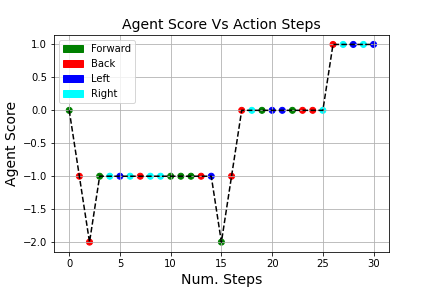 Agent Score Vs Action Steps
Forward
Back
Left
Right
Agent Score
1.0
0.5
0.0
−0.5
−1.0
−1.5
−2.0
0 5 10 15 20 25 30
Num. Steps